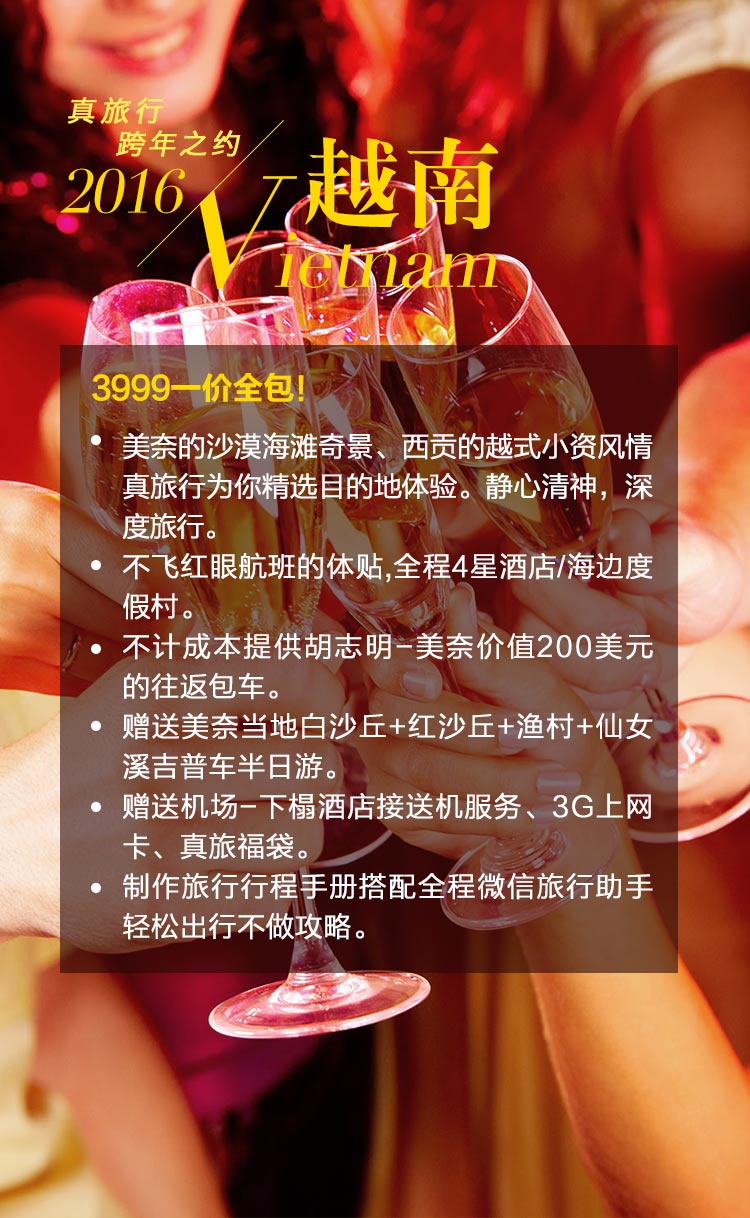 真旅行
跨年之约
2016
越南
Vietnam
3999一价全包!
• 美奈的沙漠海滩奇景、西贡的越式小资风情
真旅行为你精选目的地体验。静心清神，深
度旅行。
• 不飞红眼航班的体贴,全程4星酒店/海边度
假村。
• 不计成本提供胡志明-美奈价值200美元
的往返包车。
• 赠送美奈当地白沙丘+红沙丘+渔村+仙女
溪吉普车半日游。
• 赠送机场-下榻酒店接送机服务、3G上网
卡、真旅福袋。
• 制作旅行行程手册搭配全程微信旅行助手
轻松出行不做攻略。